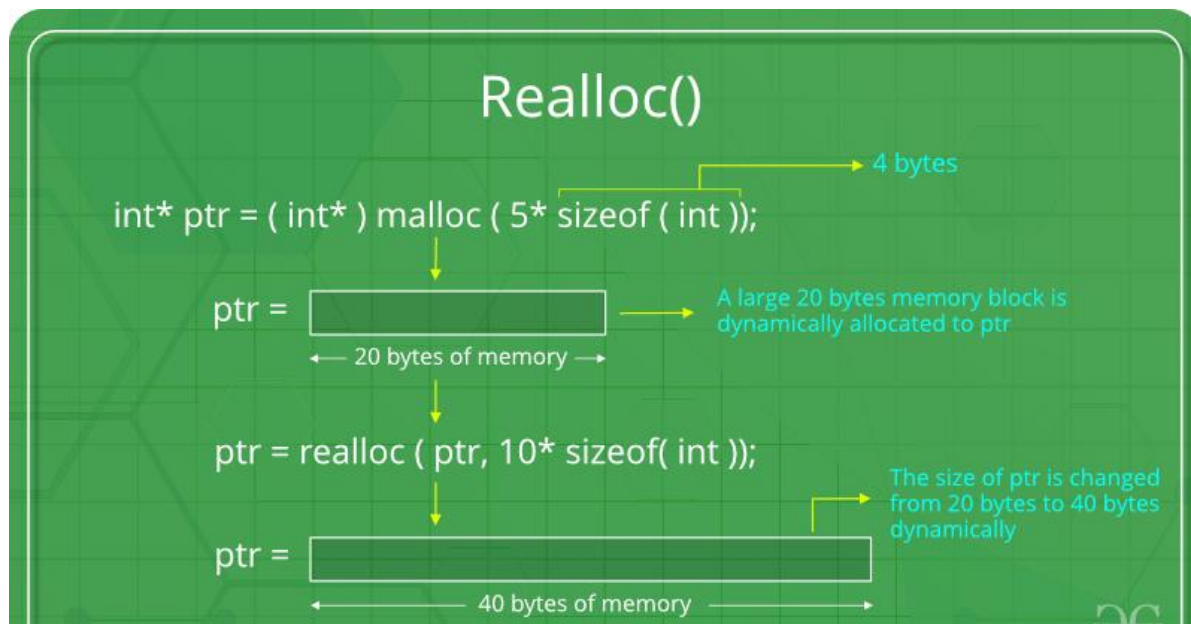 Realloc()
4 bytes
int* ptr = ( int* ) malloc ( 5* sizeof ( int ));
ptr =
A large 20 bytes memory block is
dynamically allocated to ptr
20 bytes of memory
ptr = realloc ( ptr, 10* sizeof( int ));
The size of ptr is changed
from 20 bytes to 40 bytes
dynamically
ptr =
40 bytes of memory